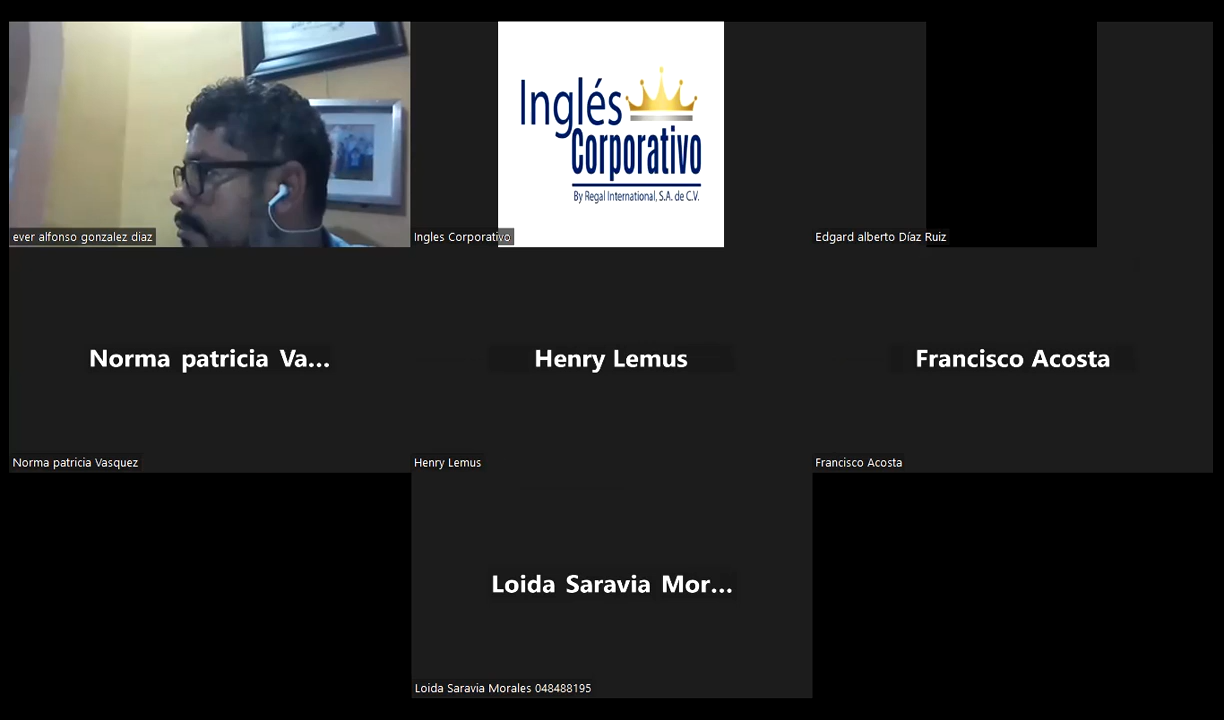 Inglés
Corporativo
By Regal International, S.A. de C.V.
ever alfonso gonzalez diaz
Ingles Corporativo
Edgard alberto Díaz Ruiz
Norma patricia Va...
Henry Lemus
Francisco Acosta
Norma patricia Vasquez
Henry Lemus
Francisco Acosta
Loida Saravia Mor...
Loida Saravia Morales 048488195